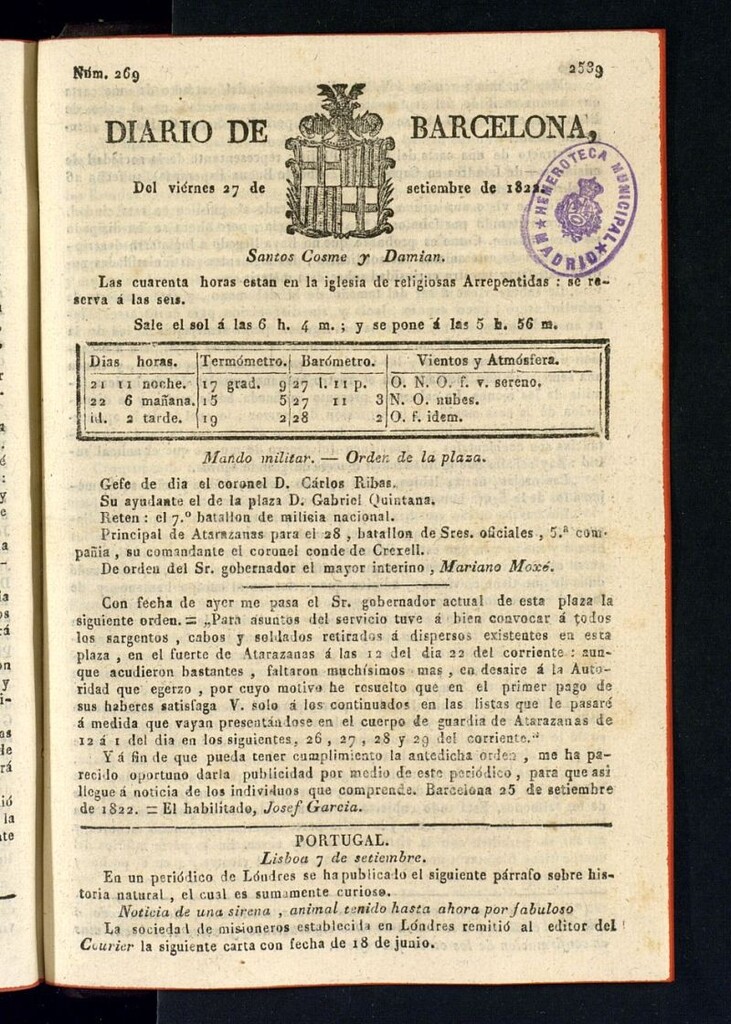 Núm. 269
2539
DIARIO DE BARCELONA,
Del viérnes 27 de setiembre de 1822.
HEMEROTECA MUNICIPAL
MADRID
Santos Cosme y Damian.
Las cuarenta horas estan en la iglesia de religiosas Arrepentidas : se re-
serva á las seis.
Sale el sol á las 6 h. 4 m. ; y se pone á las 5 h. 56 m.
Dias horas. Termómetro. Barómetro. Vientos y Atmósfera.
21 11 noche. 17 grad. 9 27 l. 11 p. O. N. O. f. v. sereno.
22 6 mañana. 15 5 27 11 3 N. O. nubes.
id. 2 tarde. 19 2 28 2 O. f. idem.
Mando militar. — Orden de la plaza.
Gefe de dia el coronel D. Cárlos Ribas.
Su ayudante el de la plaza D. Gabriel Quintana.
Reten : el 7.º batallon de milicia nacional.
Principal de Atarazanas para el 28 , batallon de Sres. oficiales , 5.ª com-
pañia , su comandante el coronel conde de Crexell.
De orden del Sr. gobernador el mayor interino , Mariano Moxé.
Con fecha de ayer me pasa el Sr. gobernador actual de esta plaza la
siguiente orden. = „Para asuntos del servicio tuve á bien convocar á todos
los sargentos , cabos y soldados retirados á dispersos existentes en esta
plaza , en el fuerte de Atarazanas á las 12 del dia 22 del corriente : aun-
que acudieron bastantes , faltaron muchísimos mas , en desaire á la Auto-
ridad que egerzo , por cuyo motivo he resuelto que en el primer pago de
sus haberes satisfaga V. solo á los continuados en las listas que le pasaré
á medida que vayan presentándose en el cuerpo de guardia de Atarazanas de
12 á 1 del dia en los siguientes, 26 , 27 , 28 y 29 del corriente.“
Y á fin de que pueda tener cumplimiento la antedicha orden , me ha pa-
recido oportuno darla publicidad por medio de este periódico , para que asi
llegue á noticia de los individuos que comprende. Barcelona 25 de setiembre
de 1822. = El habilitado, Josef Garcia.
PORTUGAL.
Lisboa 7 de setiembre.
En un periódico de Lóndres se ha publicado el siguiente párrafo sobre his-
toria natural , el cual es sumamente curioso.
Noticia de una sirena , animal tenido hasta ahora por fabuloso
La sociedad de misioneros establecida en Lóndres remitió al editor del
Courier la siguiente carta con fecha de 18 de junio.